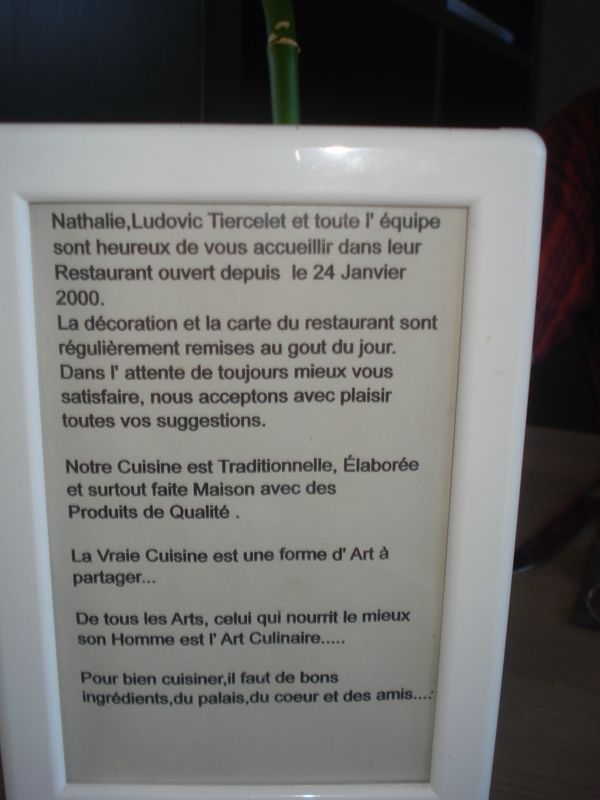 Nathalie,Ludovic Tiercelet et toute l' équipe
sont heureux de vous accueillir dans leur
Restaurant ouvert depuis  le 24 Janvier
2000.
La décoration et la carte du restaurant sont
régulièrement remises au gout du jour.
Dans l' attente de toujours mieux vous
satisfaire, nous acceptons avec plaisir
toutes vos suggestions.
Notre Cuisine est Traditionnelle, Élaborée
et surtout faite Maison avec des
Produits de Qualité .
La Vraie Cuisine est une forme d' Art à
partager...
De tous les Arts, celui qui nourrit le mieux
son Homme est l' Art Culinaire.....
Pour bien cuisiner,il faut de bons
ingrédients,du palais,du coeur et des amis....: